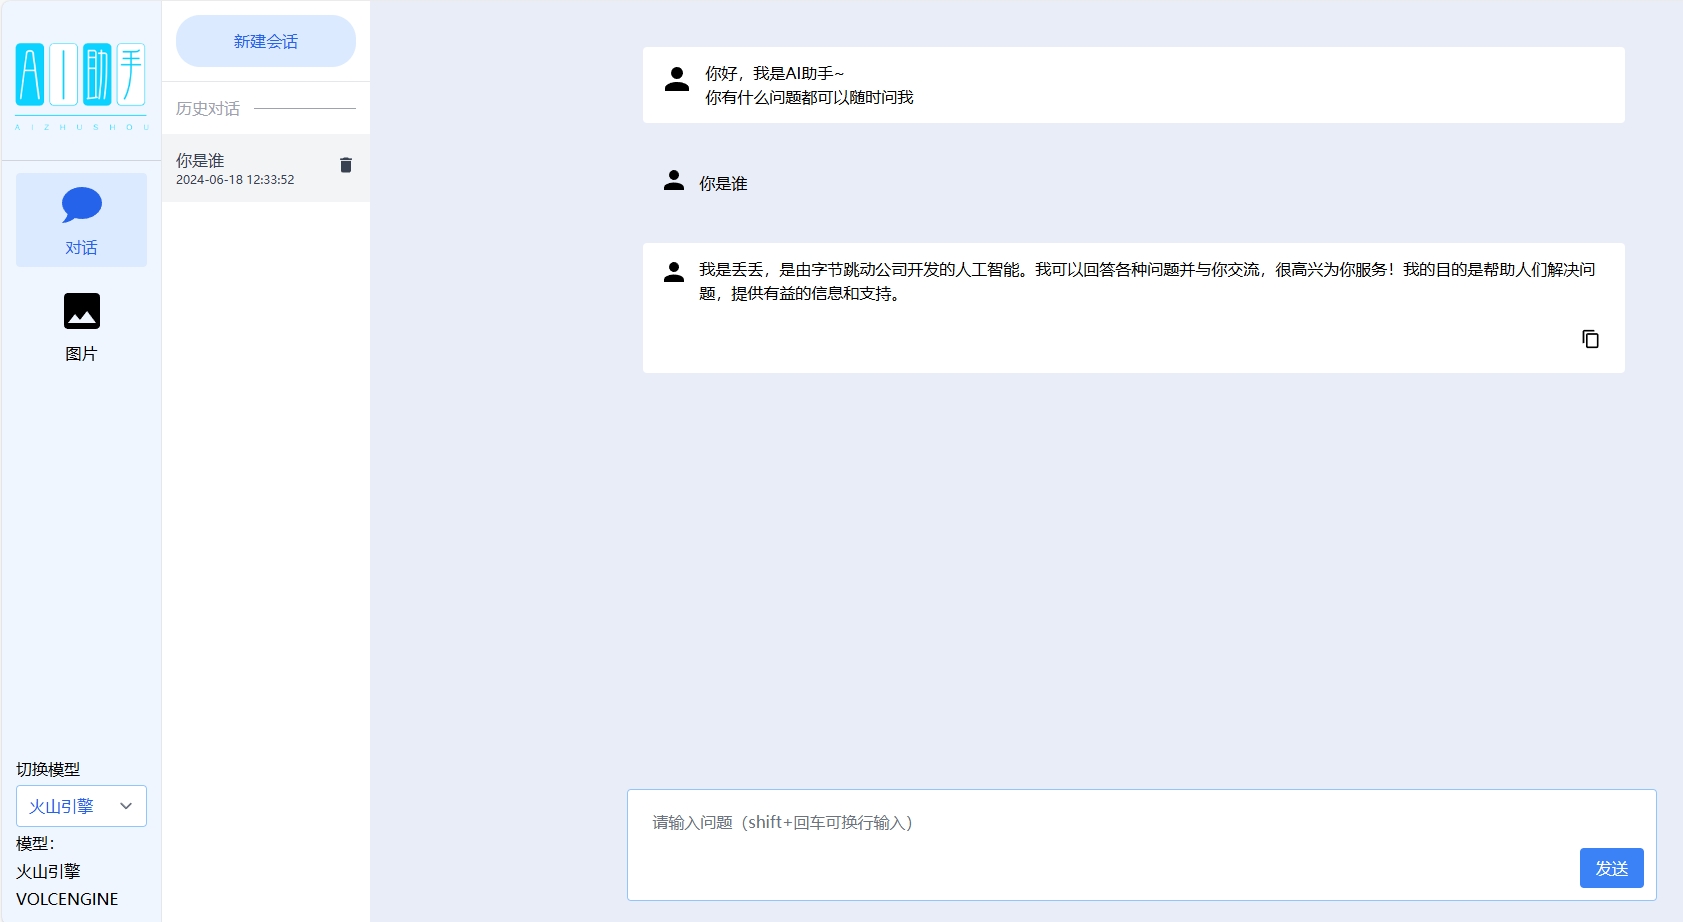 AI助手
AIZHUSHOU
对话
图片
切换模型
火山引擎
模型：
火山引擎
VOLCENGINE
新建会话
历史对话
你是谁
2024-06-18 12:33:52
你好，我是AI助手~
你有什么问题都可以随时问我
你是谁
我是丢丢，是由字节跳动公司开发的人工智能。我可以回答各种问题并与你交流，很高兴为你服务！我的目的是帮助人们解决问
题，提供有益的信息和支持。
请输入问题（shift+回车可换行输入）
发送